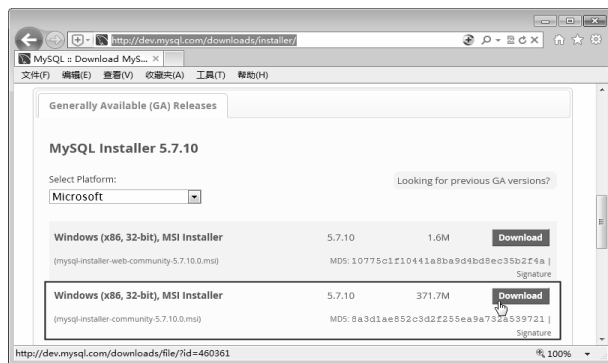 http://dev.mysql.com/downloads/installer/
MySQL :: Download MyS...
文件(F) 编辑(E) 查看(V) 收藏夹(A) 工具(T) 帮助(H)
Generally Available (GA) Releases
MySQL Installer 5.7.10
Select Platform:
Looking for previous GA versions?
Microsoft
Windows (x86, 32-bit), MSI Installer 5.7.10 1.6M Download
(mysql-installer-web-community-5.7.10.0.msi) MD5: 10775c1f10441a8ba9d4bd8ec35b2f4a |
Signature
Windows (x86, 32-bit), MSI Installer 5.7.10 371.7M Download
(mysql-installer-community-5.7.10.0.msi) MD5: 8a3d1ae852c3d2f255ea9a732a539721 |
Signature
http://dev.mysql.com/downloads/file/?id=460361 100%